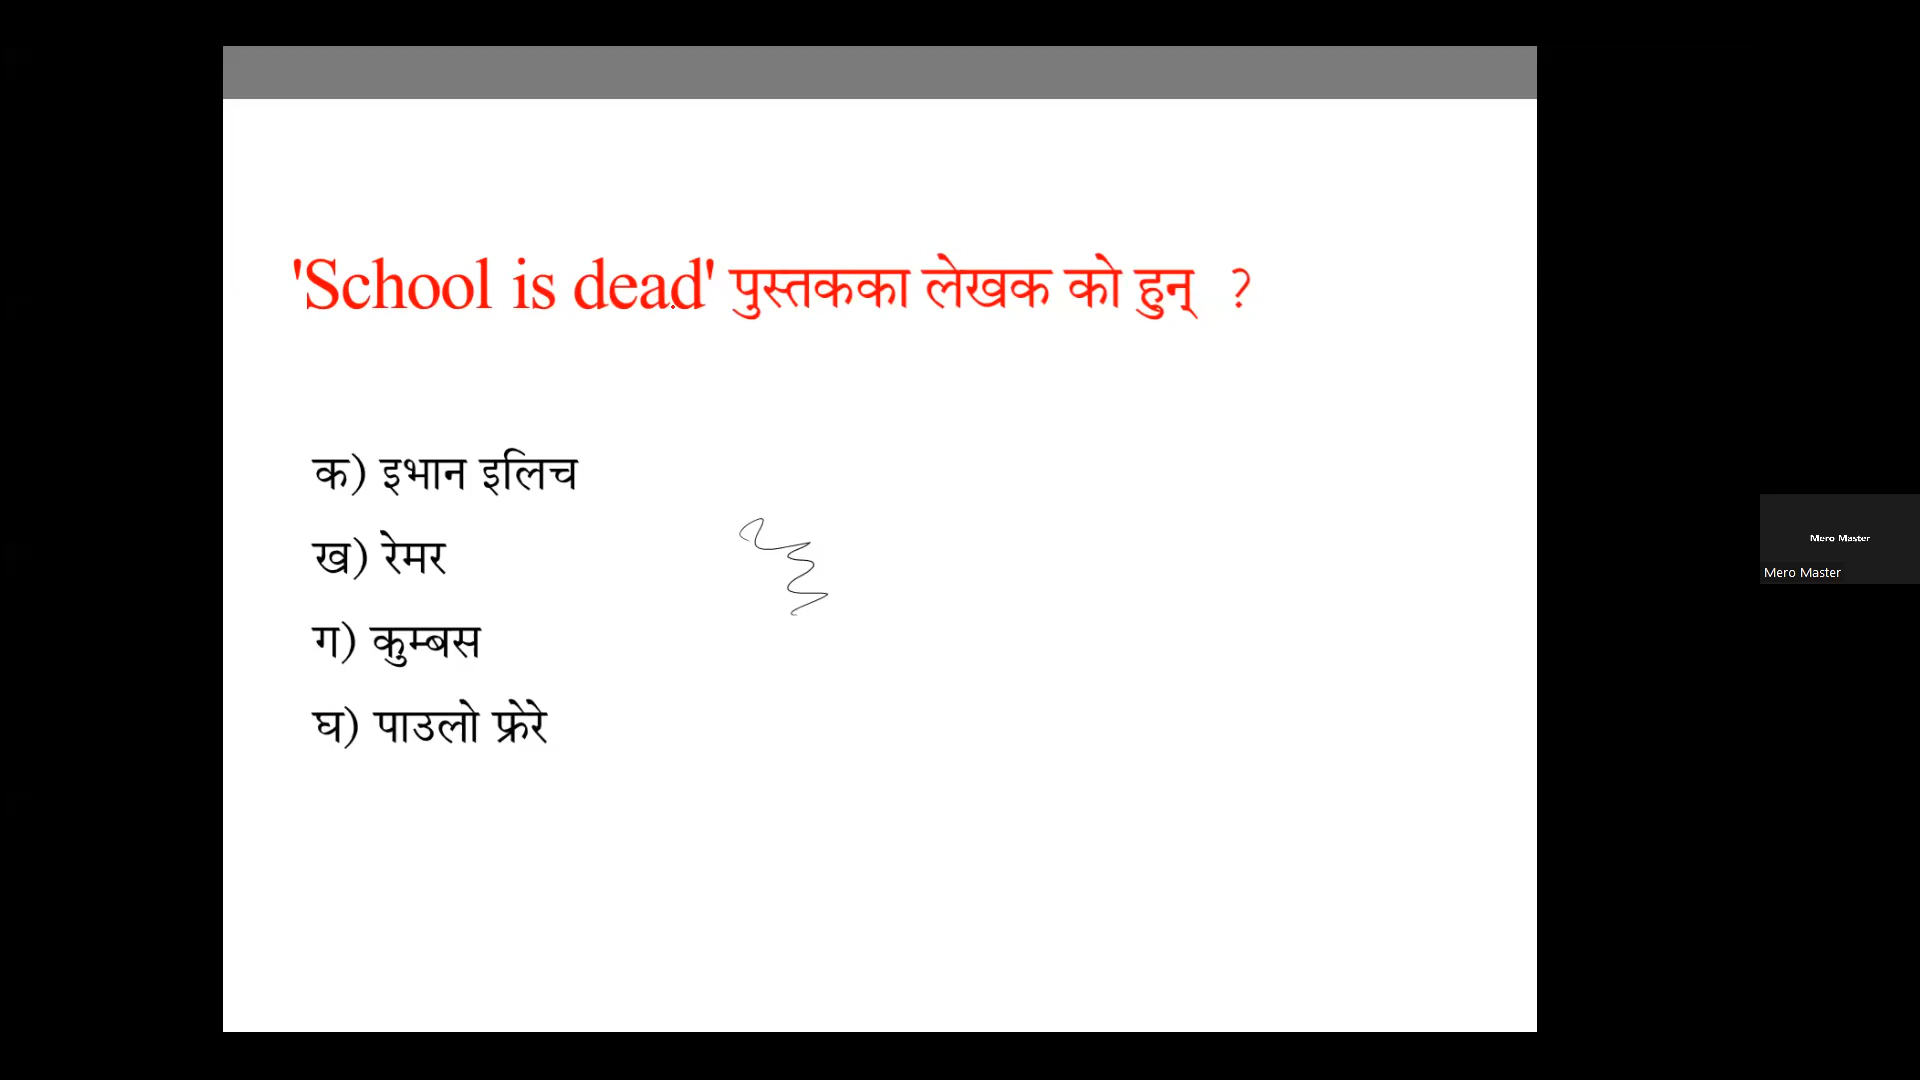 'School is dead' पुस्तकका लेखक को हुन् ?
क) इभान इलिच
ख) रेमर
ग) कुम्बस
घ) पाउलो फ्रेरे
Mero Master
Mero Master